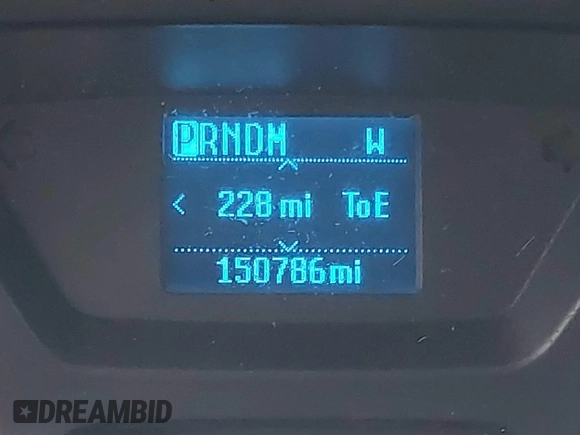 PRNDM W
< 228 mi ToE
150786mi
DREAMBID